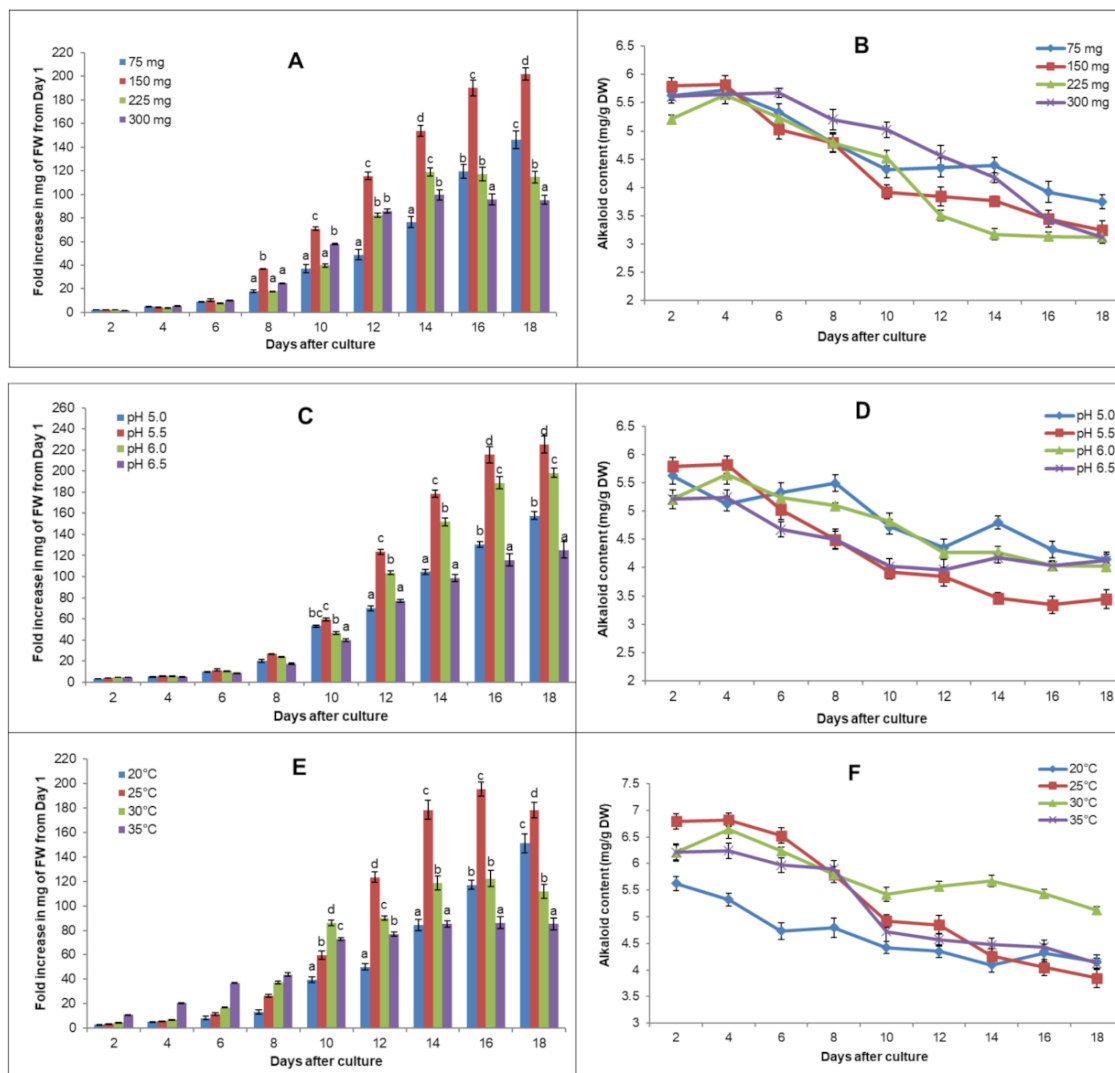 A
Fold increase in mg of FW from Day 1
220
200
180
160
140
120
100
80
60
40
20
0
75 mg
150 mg
225 mg
300 mg
a b a a
a c a b
a c b b
a d c b
b c b a
c d b a
2 4 6 8 10 12 14 16 18
Days after culture
B
Alkaloid content (mg/g DW)
6.5
6
5.5
5
4.5
4
3.5
3
2.5
2
75 mg
150 mg
225 mg
300 mg
2 4 6 8 10 12 14 16 18
Days after culture
C
Fold increase in mg of FW from Day 1
260
240
220
200
180
160
140
120
100
80
60
40
20
0
pH 5.0
pH 5.5
pH 6.0
pH 6.5
bc c b a
a c b a
a d c a
b d c a
b d c a
2 4 6 8 10 12 14 16 18
Days after culture
D
Alkaloid content (mg/g DW)
6.5
6
5.5
5
4.5
4
3.5
3
2.5
2
pH 5.0
pH 5.5
pH 6.0
pH 6.5
2 4 6 8 10 12 14 16 18
Days after culture
E
Fold increase in mg of FW from Day 1
220
200
180
160
140
120
100
80
60
40
20
0
20°C
25°C
30°C
35°C
a b d c
a d c b
a c b a
b c b a
c d b a
2 4 6 8 10 12 14 16 18
Days after culture
F
Alkaloid content (mg/g DW)
7.5
7
6.5
6
5.5
5
4.5
4
3.5
3
20°C
25°C
30°C
35°C
2 4 6 8 10 12 14 16 18
Days after culture